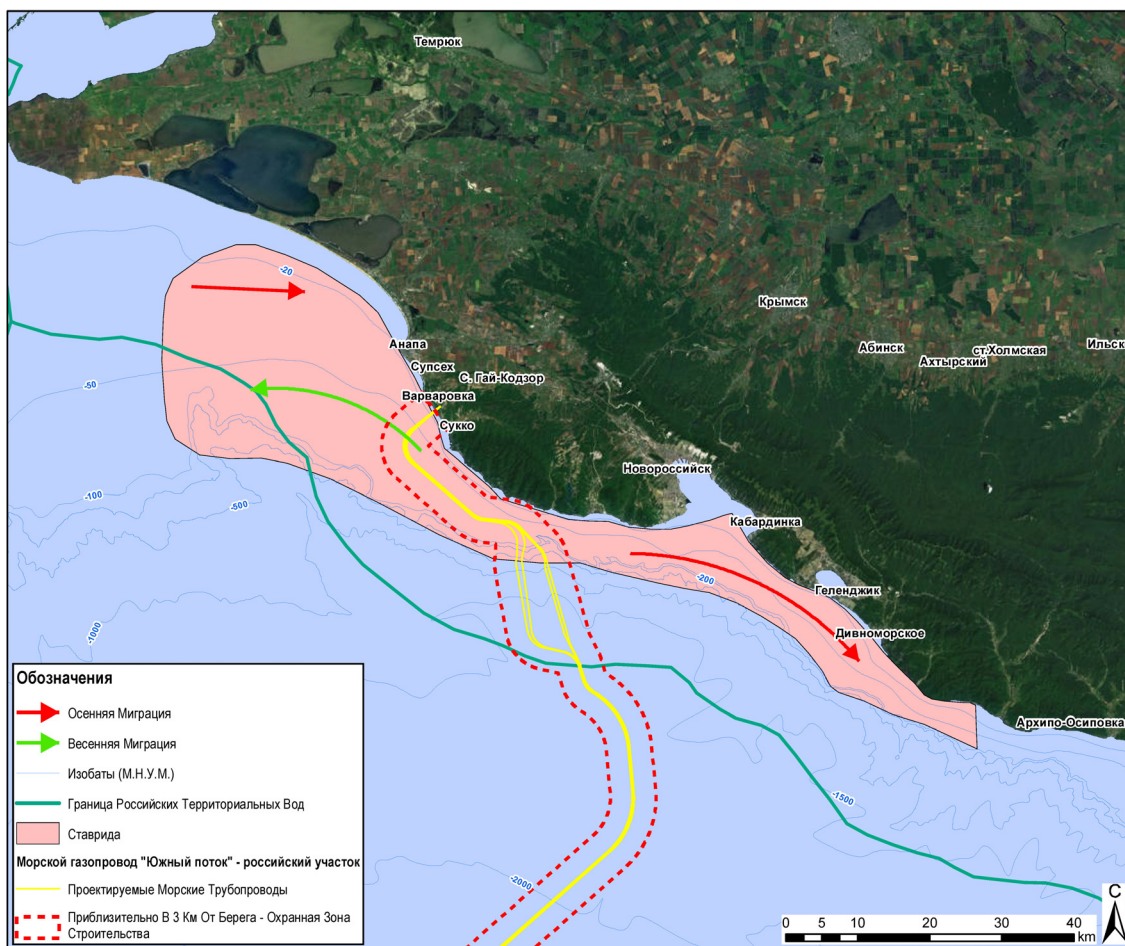 Темрюк
-20
Крымск
Анапа
Абинск
ст.Холмская
Ильск
Ахтырский
Супсех
С. Гай-Кодзор
-50
Варваровка
Сукко
Новороссийск
-100
-500
Кабардинка
-200
Геленджик
-1000
Дивноморское
Архипо-Осиповка
-1500
-2000
Обозначения
Осенняя Миграция
Весенняя Миграция
Изобаты (М.Н.У.М.)
Граница Российских Территориальных Вод
Ставрида
Морской газопровод "Южный поток" - российский участок
Проектируемые Морские Трубопроводы
Приблизительно В 3 Км От Берега - Охранная Зона
Строительства
С
0 5 10 20 30 40
km